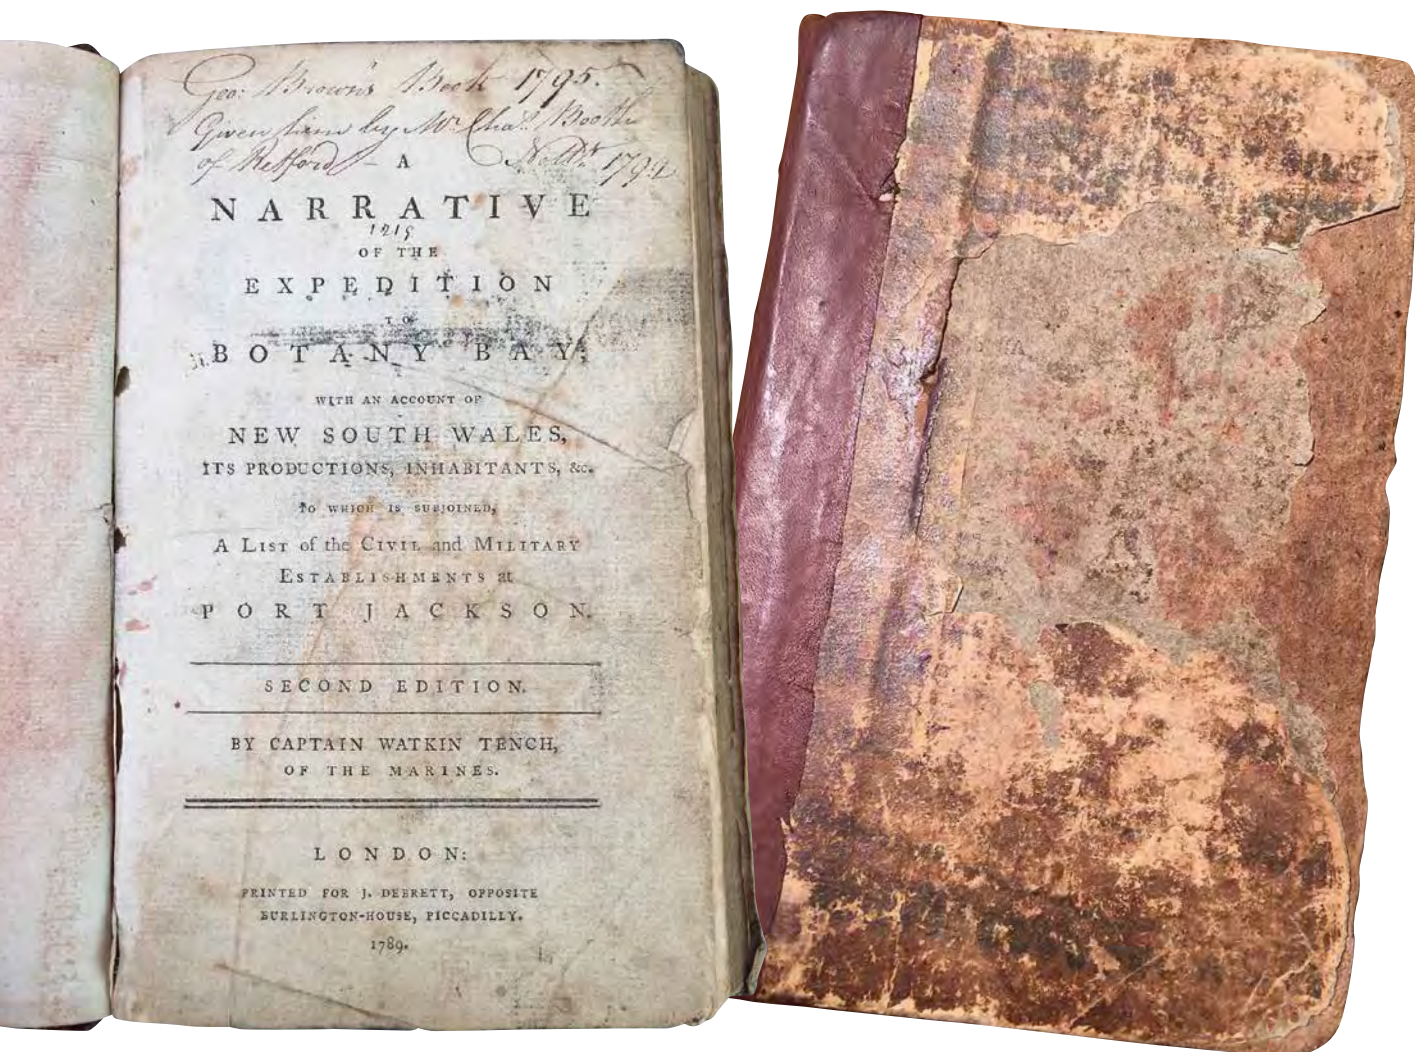 Geo: Brown's Book 1795.
Given him by Mr. Chas. Booth
of Retford – Notts. 1794
A
NARRATIVE
1219
OF THE
EXPEDITION
TO
BOTANY BAY;
WITH AN ACCOUNT OF
NEW SOUTH WALES,
ITS PRODUCTIONS, INHABITANTS, &c.
TO WHICH IS SUBJOINED,
A LIST of the CIVIL and MILITARY
ESTABLISHMENTS at
PORT JACKSON.
SECOND EDITION.
BY CAPTAIN WATKIN TENCH,
OF THE MARINES.
LONDON:
PRINTED FOR J. DEBRETT, OPPOSITE
BURLINGTON-HOUSE, PICCADILLY.
1789.